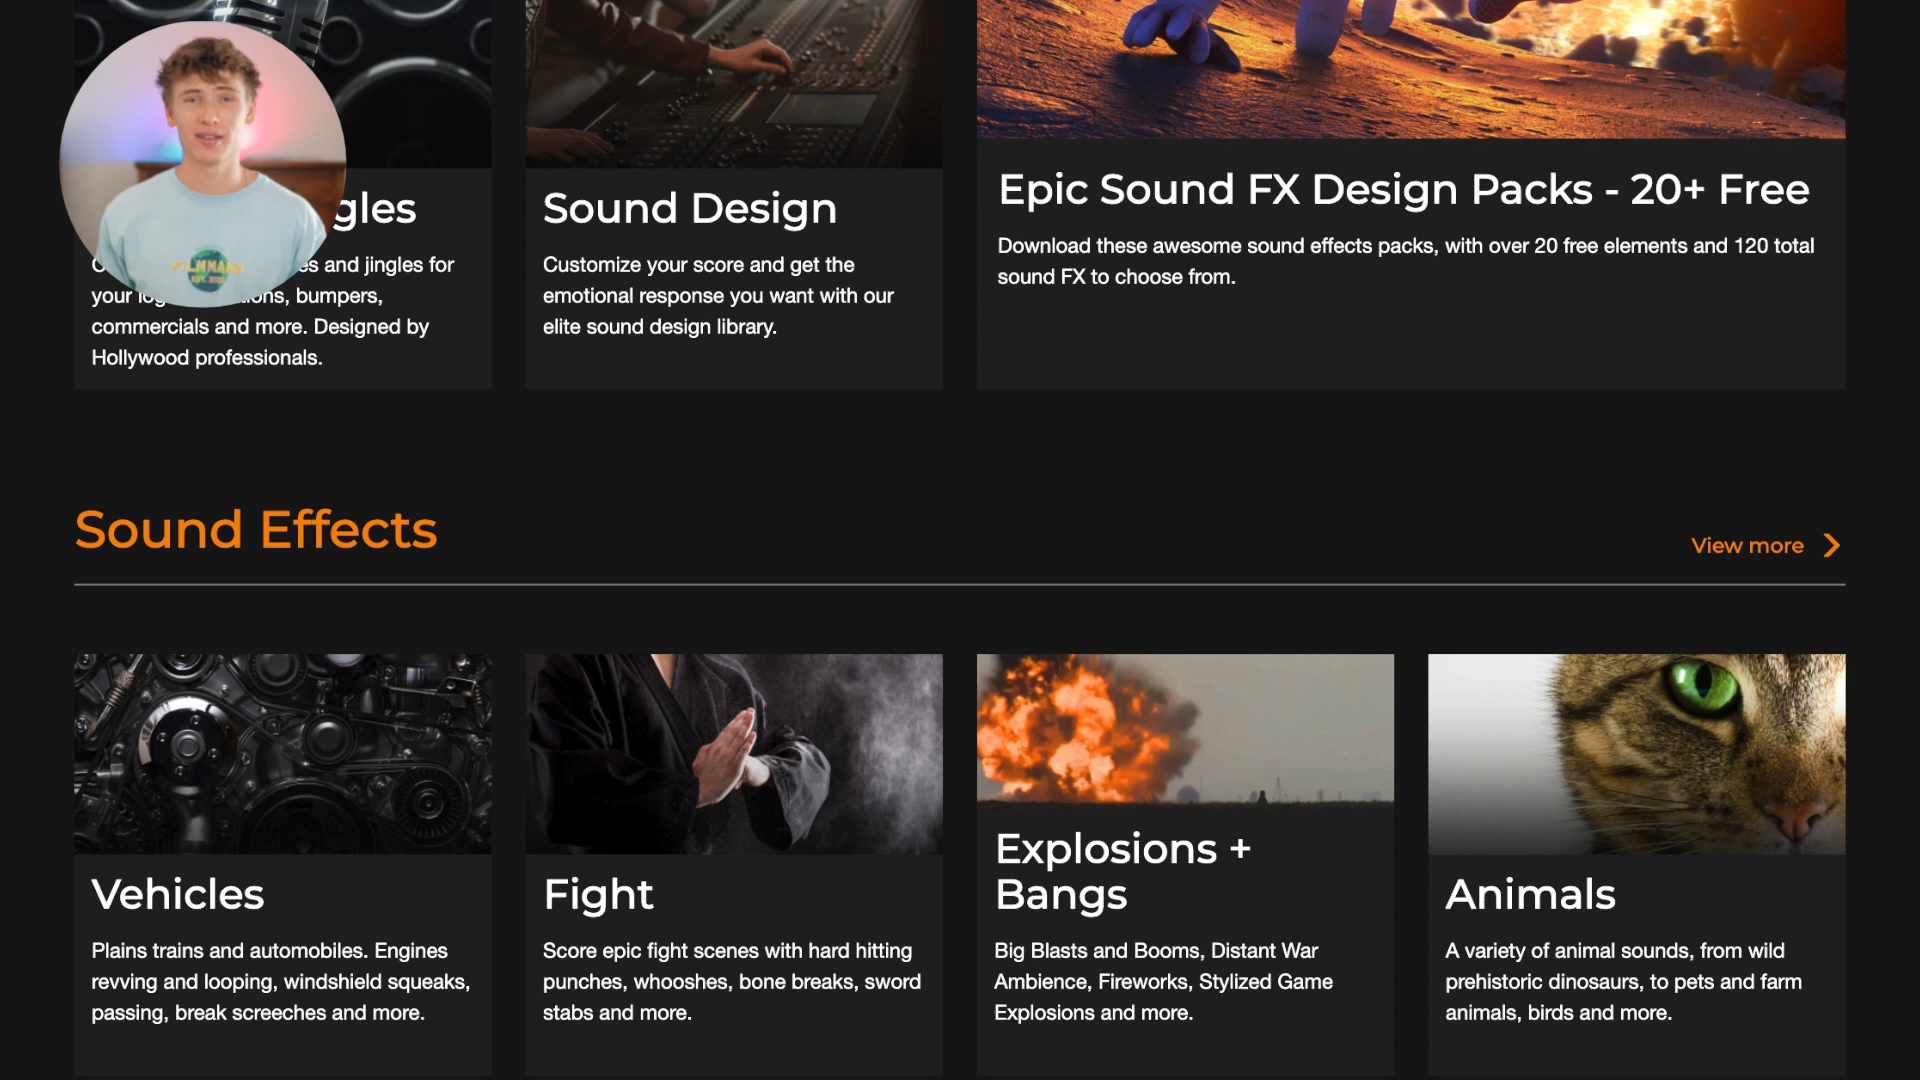 gles
es and jingles for
your ons, bumpers,
commercials and more. Designed by
Hollywood professionals.
Sound Design
Customize your score and get the
emotional response you want with our
elite sound design library.
Epic Sound FX Design Packs - 20+ Free
Download these awesome sound effects packs, with over 20 free elements and 120 total
sound FX to choose from.
Sound Effects
View more
Vehicles
Plains trains and automobiles. Engines
revving and looping, windshield squeaks,
passing, break screeches and more.
Fight
Score epic fight scenes with hard hitting
punches, whooshes, bone breaks, sword
stabs and more.
Explosions +
Bangs
Big Blasts and Booms, Distant War
Ambience, Fireworks, Stylized Game
Explosions and more.
Animals
A variety of animal sounds, from wild
prehistoric dinosaurs, to pets and farm
animals, birds and more.